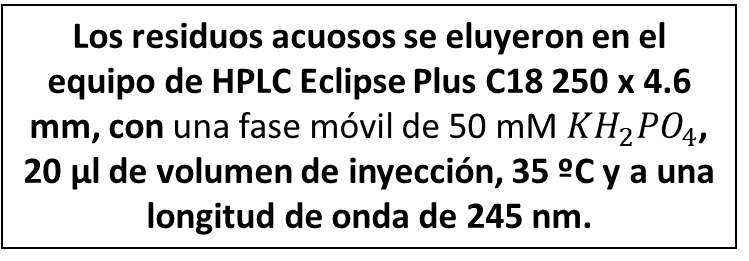 Los residuos acuosos se eluyeron en el
equipo de HPLC Eclipse Plus C18 250 x 4.6
mm, con una fase móvil de 50 mM KH₂PO₄,
20 µl de volumen de inyección, 35 ºC y a una
longitud de onda de 245 nm.